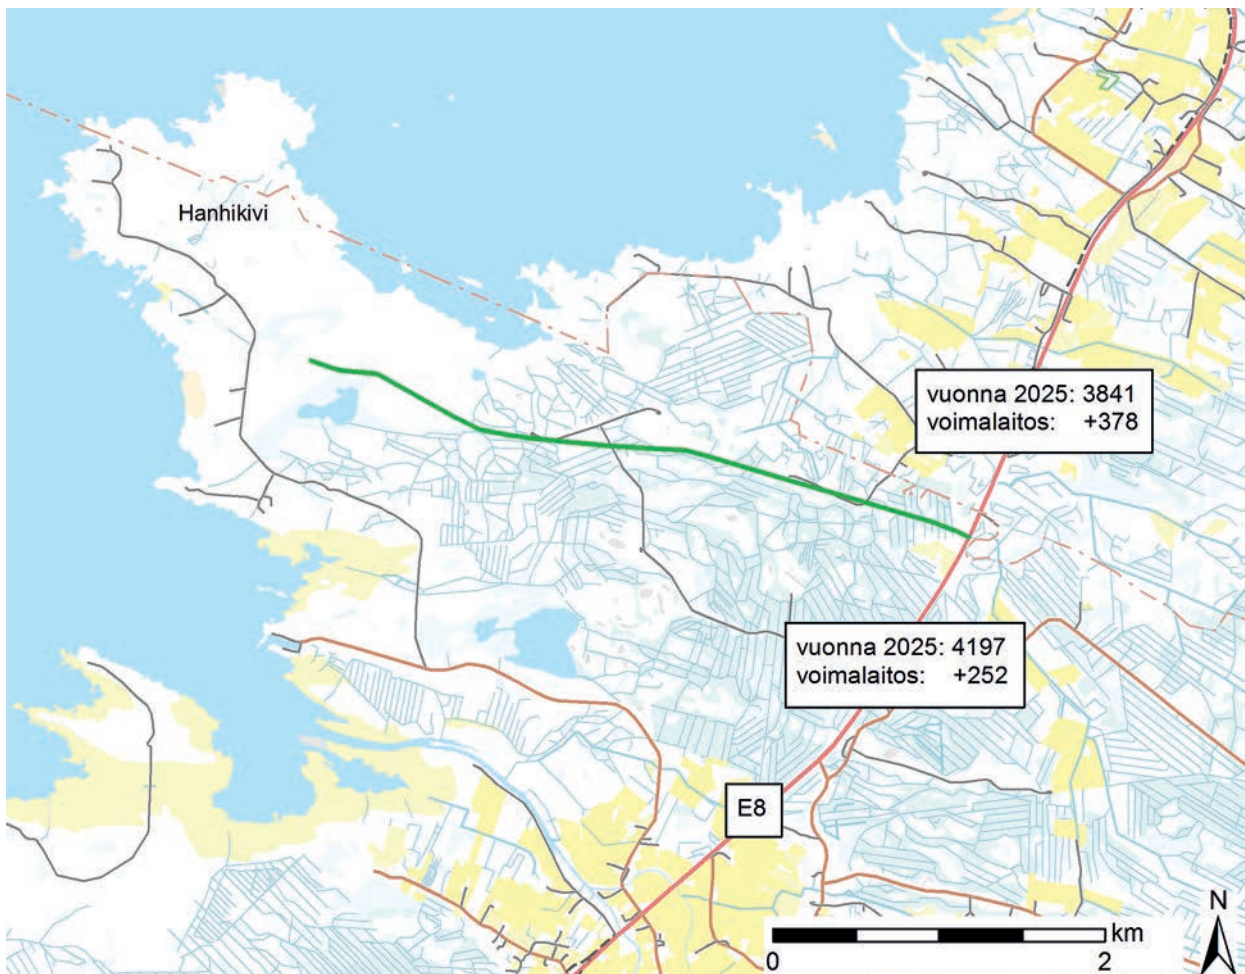 Hanhikivi
vuonna 2025: 3841
voimalaitos: +378
vuonna 2025: 4197
voimalaitos: +252
E8
N
km
0 2